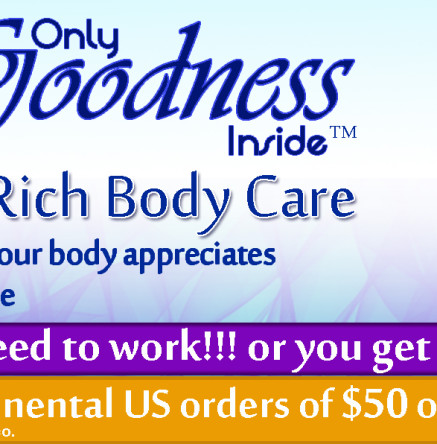 Only
Goodness
Inside™
Rich Body Care
our body appreciates
e
eed to work!!! or you get
nental US orders of $50 o
o.